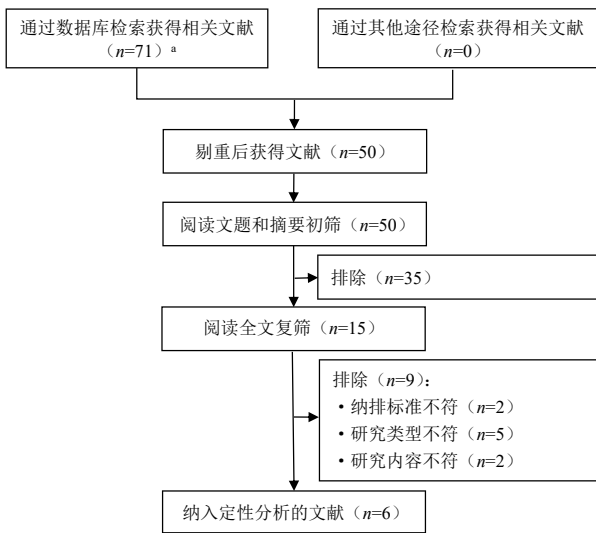 通过数据库检索获得相关文献
（n=71）ᵃ
通过其他途径检索获得相关文献
（n=0）
剔重后获得文献（n=50）
阅读文题和摘要初筛（n=50）
排除（n=35）
阅读全文复筛（n=15）
排除（n=9）：
·纳排标准不符（n=2）
·研究类型不符（n=5）
·研究内容不符（n=2）
纳入定性分析的文献（n=6）